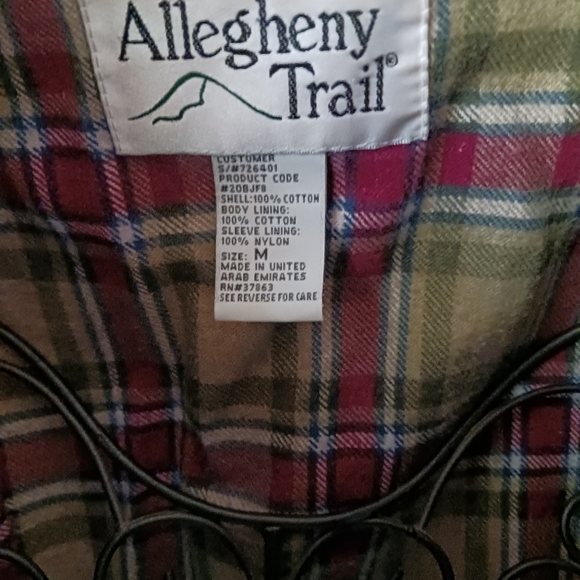 Allegheny
Trail®
CUSTOMER
S/#726401
PRODUCT CODE
#20BJF8
SHELL:100% COTTON
BODY LINING:
100% COTTON
SLEEVE LINING:
100% NYLON
SIZE: M
MADE IN UNITED
ARAB EMIRATES
RN#37863
SEE REVERSE FOR CARE